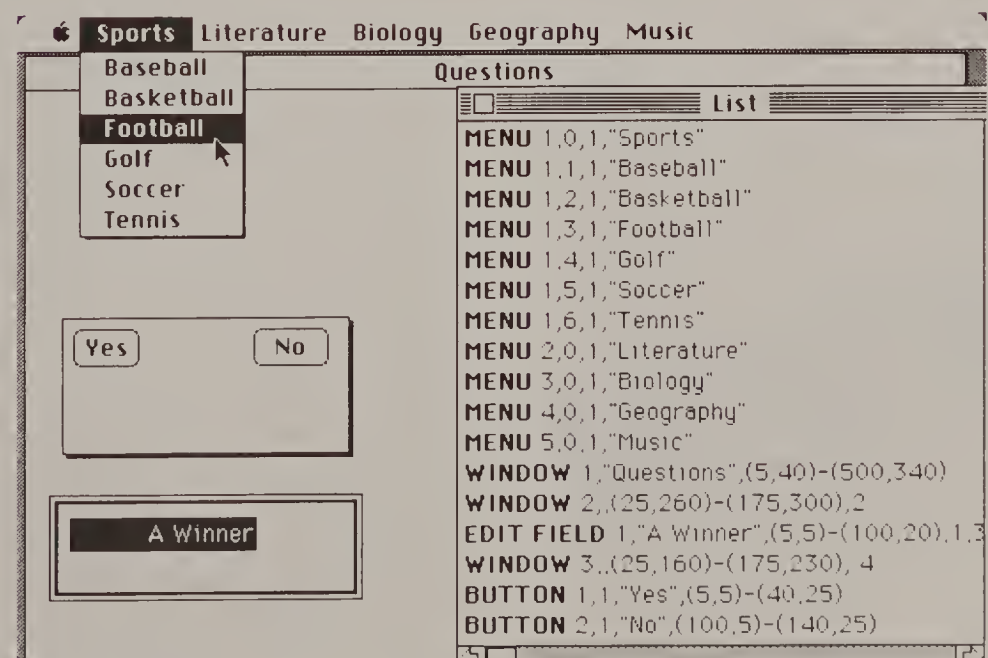 Sports Literature Biology Geography Music
Baseball
Basketball
Football
Golf
Soccer
Tennis
Questions
Yes No
A Winner
List
MENU 1,0,1,"Sports"
MENU 1,1,1,"Baseball"
MENU 1,2,1,"Basketball"
MENU 1,3,1,"Football"
MENU 1,4,1,"Golf"
MENU 1,5,1,"Soccer"
MENU 1,6,1,"Tennis"
MENU 2,0,1,"Literature"
MENU 3,0,1,"Biology"
MENU 4,0,1,"Geography"
MENU 5,0,1,"Music"
WINDOW 1,"Questions",(5,40)-(500,340)
WINDOW 2,,(25,260)-(175,300),2
EDIT FIELD 1,"A Winner",(5,5)-(100,20),1,3
WINDOW 3,,(25,160)-(175,230), 4
BUTTON 1,1,"Yes",(5,5)-(40,25)
BUTTON 2,1,"No",(100,5)-(140,25)